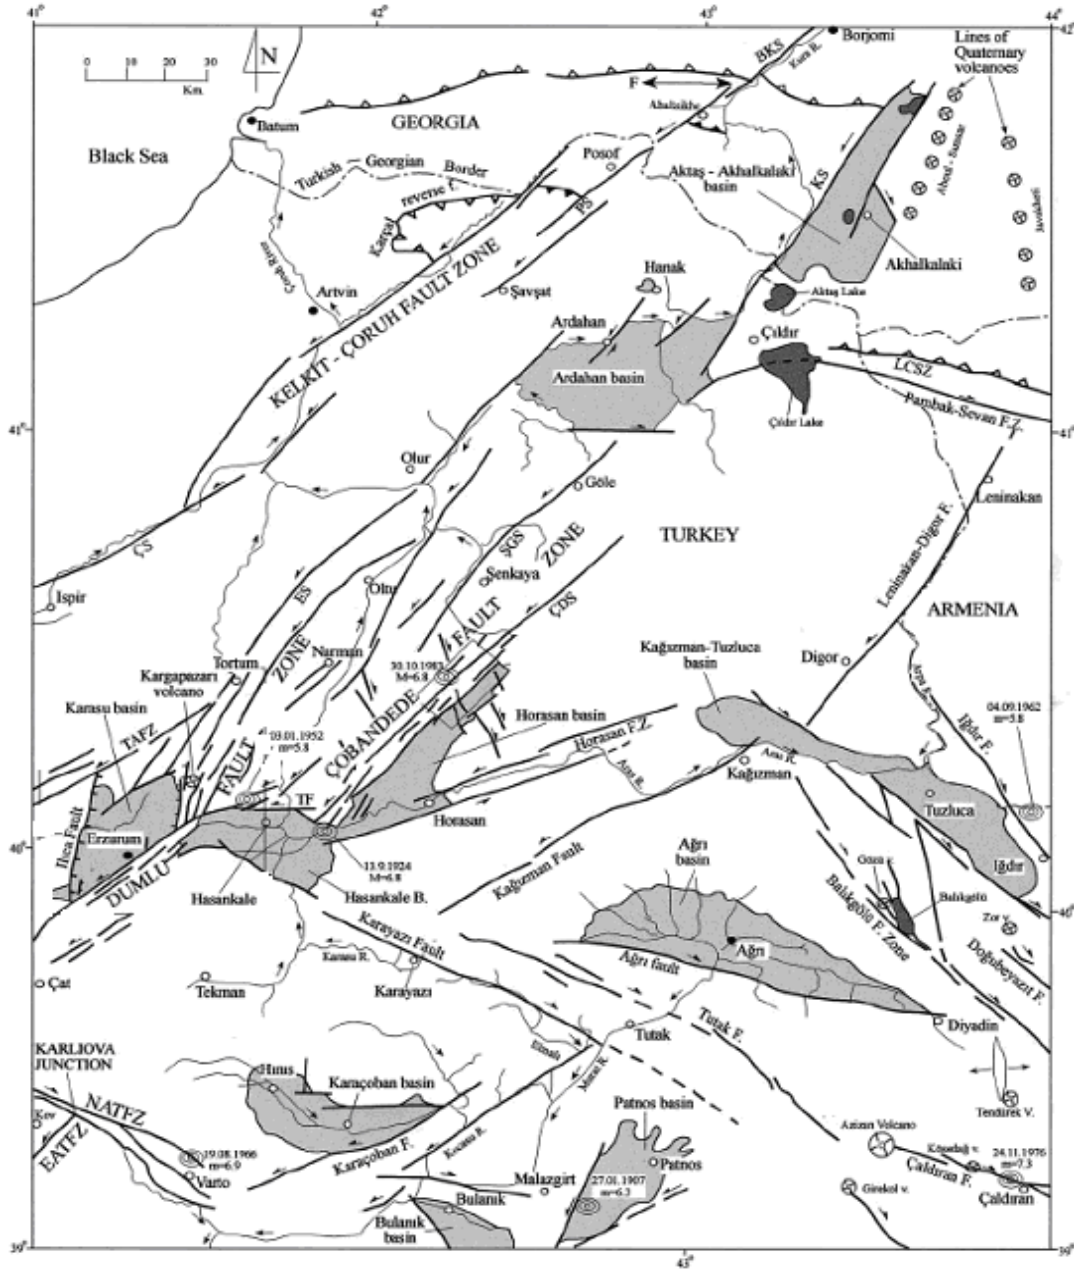 41°
42°
43°
44°
42°
N
0 10 20 30
Km.
Borjomi
Kura R.
BKS
F
Lines of
Quaternary
volcanoes
Batum
GEORGIA
Black Sea
Turkish Georgian Border
Posof
Aktaş - Akhalkalaki
basin
KS
Javakheti
PS
Karçal
reverse f.
Akhalkalaki
Çoruh River
Artvin
Şavşat
Hanak
Aktaş Lake
KELKİT - ÇORUH FAULT ZONE
Ardahan
Çıldır
Ardahan basin
LCSZ
Pambak-Sevan F.Z.
Çıldır Lake
41°
41°
Olur
Göle
Leninakan
TURKEY
ŞGS
ZONE
ÇS
Şenkaya
Leninakan-Digor F.
Ispir
ES
Oltu
ÇDS
FAULT
ARMENIA
ZONE
Narman
Tortum
30.10.1983
M=6.8
Kağızman-Tuzluca
basin
Digor
Kargapazarı
volcano
Karasu basin
Arpa R.
04.09.1962
m=5.8
Iğdır F.
Horasan basin
TAFZ
03.01.1952
m=5.8
ÇOBANDEDE
Horasan F.Z.
Aras R.
Aras R.
Kağızman
FAULT
TF
Horasan
Tuzluca
Ilıca Fault
Erzurum
40°
Iğdır
13.9.1924
M=6.8
Ağrı
basin
DUMLU
Hasankale
Hasankale B.
Kağızman Fault
Balıkgölü
Balıkgölü F. Zone
40°
Zor v.
Karayazı Fault
Karasu R.
Ağrı
Ağrı fault
Doğubeyazıt F.
Çat
Tekman
Karayazı
Tutak
Tutak F.
Diyadin
KARLIOVA
JUNCTION
Murat R.
Hınıs
Karaçoban basin
NATFZ
Patnos basin
Tendürek V.
EATFZ
19.08.1966
m=6.9
Karaçoban F.
Varto
Malazgirt
Patnos
27.01.1907
m=6.3
24.11.1976
m=7.3
Çaldıran F.
Çaldıran
Girekol v.
Bulanık
Bulanık
basin
39°
43°
39°